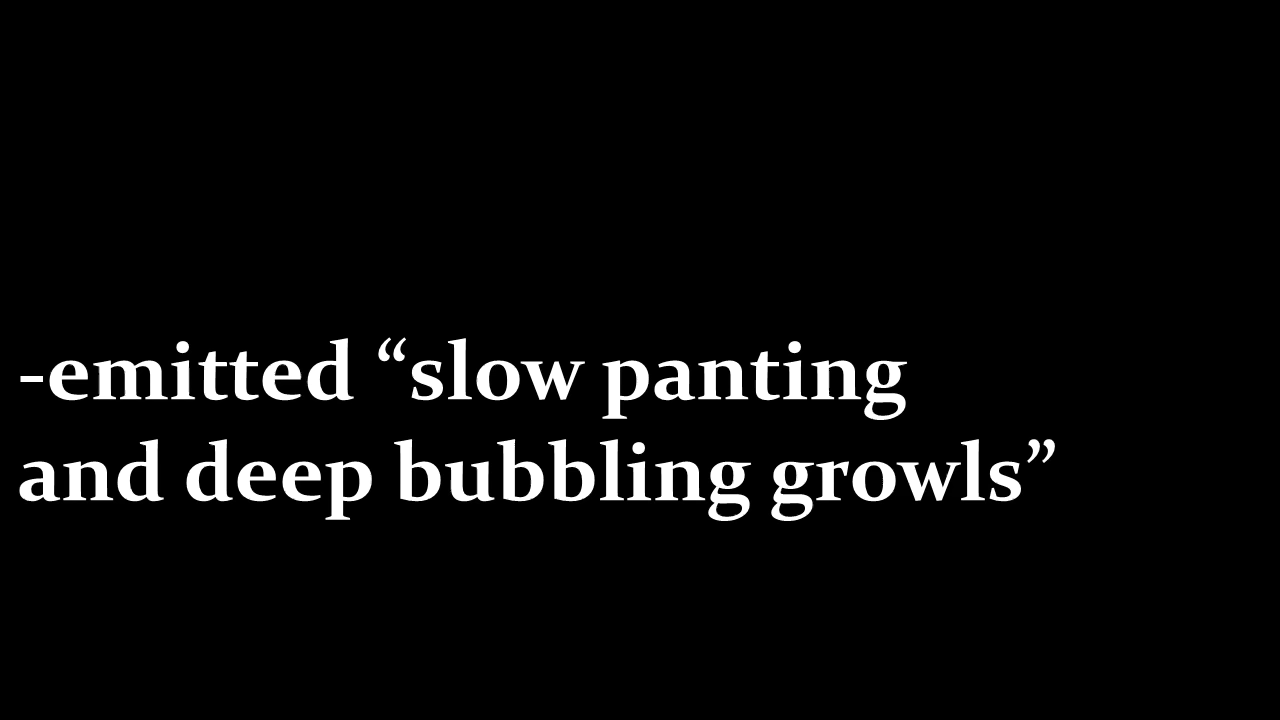 -emitted “slow panting
and deep bubbling growls”